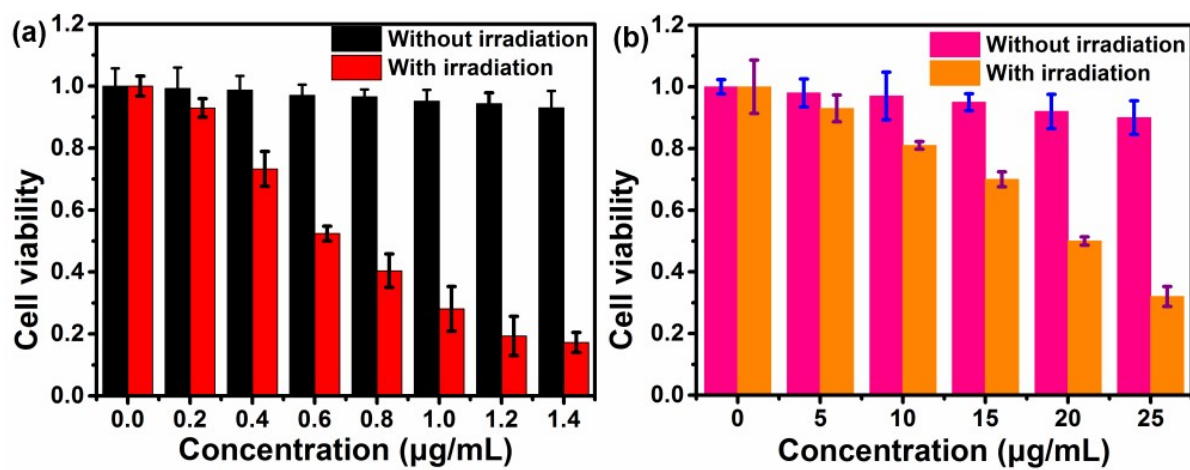 (a)
Without irradiation
With irradiation
1.2
1.0
0.8
0.6
0.4
0.2
0.0
Cell viability
0.0 0.2 0.4 0.6 0.8 1.0 1.2 1.4
Concentration (µg/mL)
(b)
Without irradiation
With irradiation
1.2
1.0
0.8
0.6
0.4
0.2
0.0
Cell viability
0 5 10 15 20 25
Concentration (µg/mL)